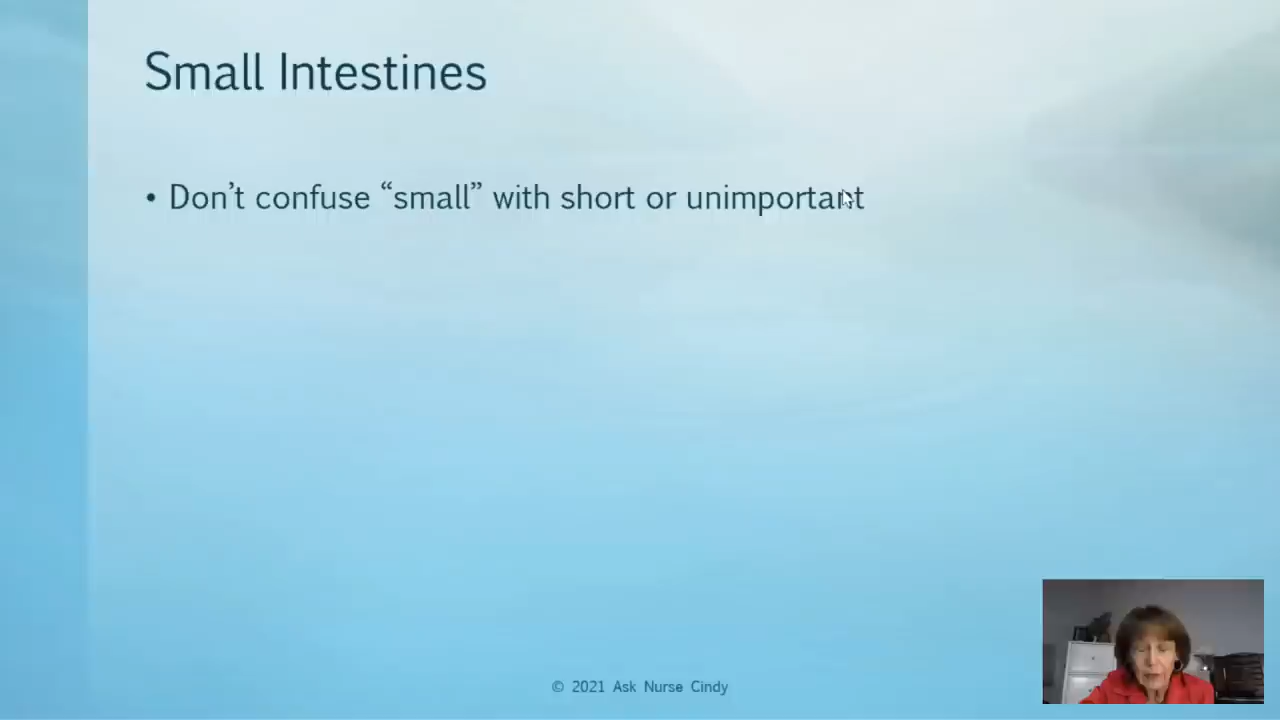 Small Intestines
• Don’t confuse “small” with short or unimportant
© 2021 Ask Nurse Cindy